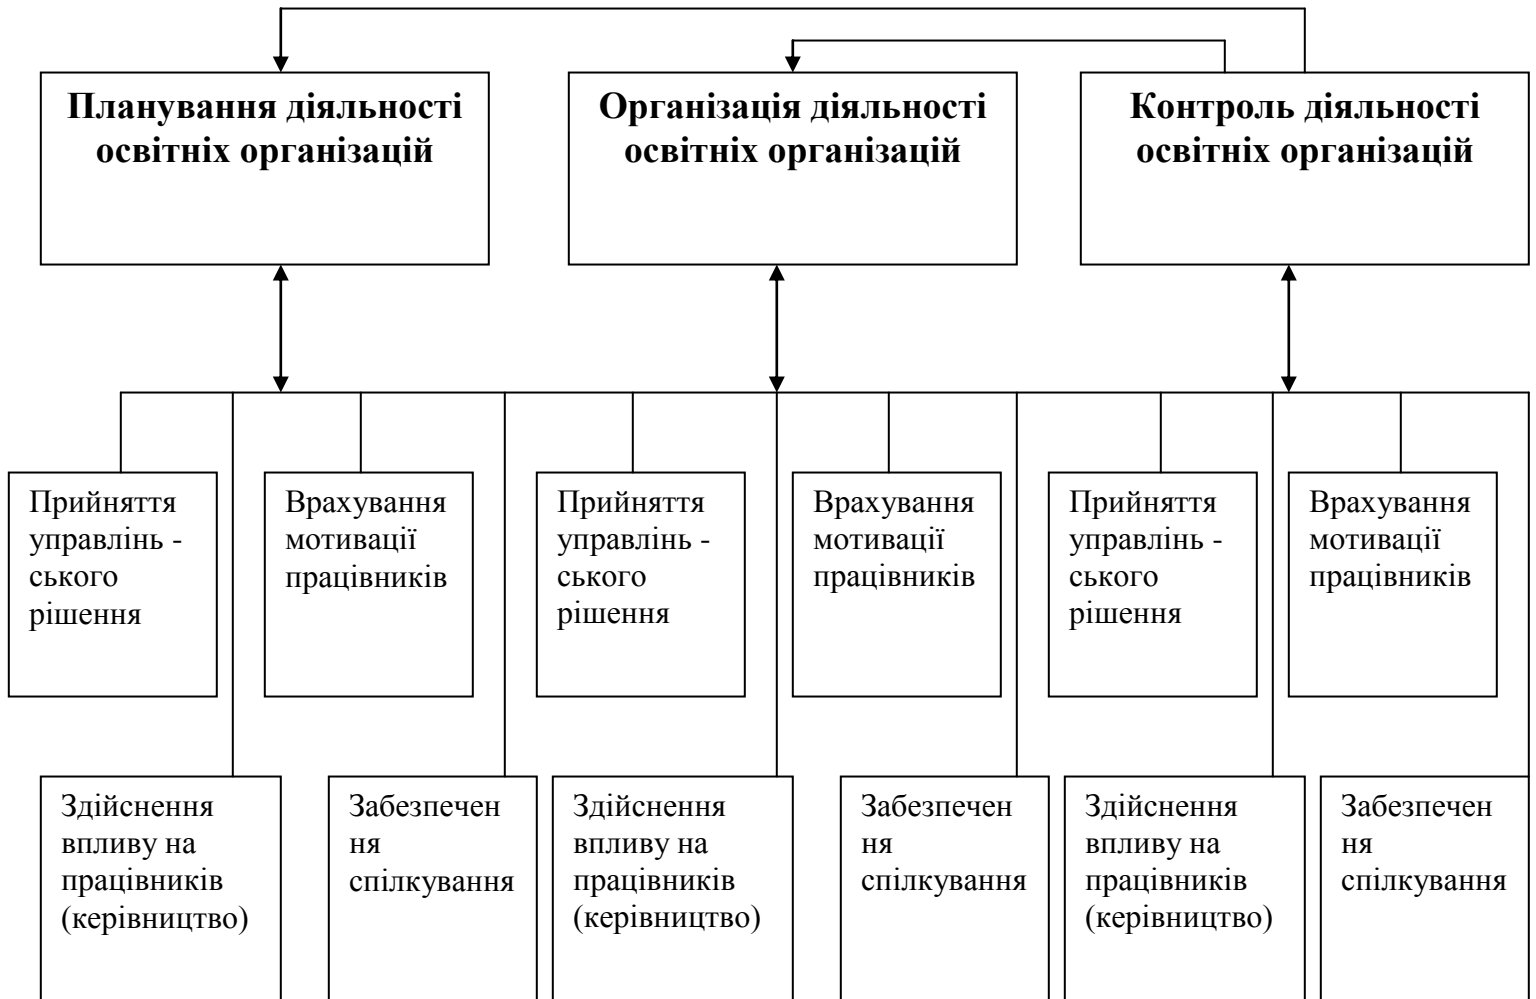 Планування діяльності
освітніх організацій
Організація діяльності
освітніх організацій
Контроль діяльності
освітніх організацій
Прийняття
управлінь -
ського
рішення
Врахування
мотивації
працівників
Прийняття
управлінь -
ського
рішення
Врахування
мотивації
працівників
Прийняття
управлінь -
ського
рішення
Врахування
мотивації
працівників
Здійснення
впливу на
працівників
(керівництво)
Забезпечен
ня
спілкування
Здійснення
впливу на
працівників
(керівництво)
Забезпечен
ня
спілкування
Здійснення
впливу на
працівників
(керівництво)
Забезпечен
ня
спілкування